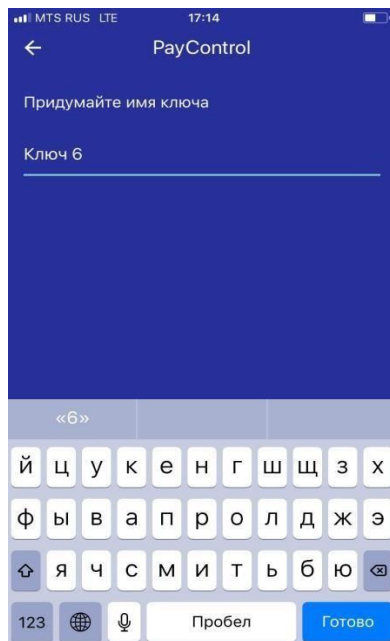 MTS RUS LTE 17:14
PayControl
Придумайте имя ключа
Ключ 6
«6»
й ц у к е н г ш щ з х
ф ы в а п р о л д ж э
я ч с м и т ь б ю
123 Пробел Готово